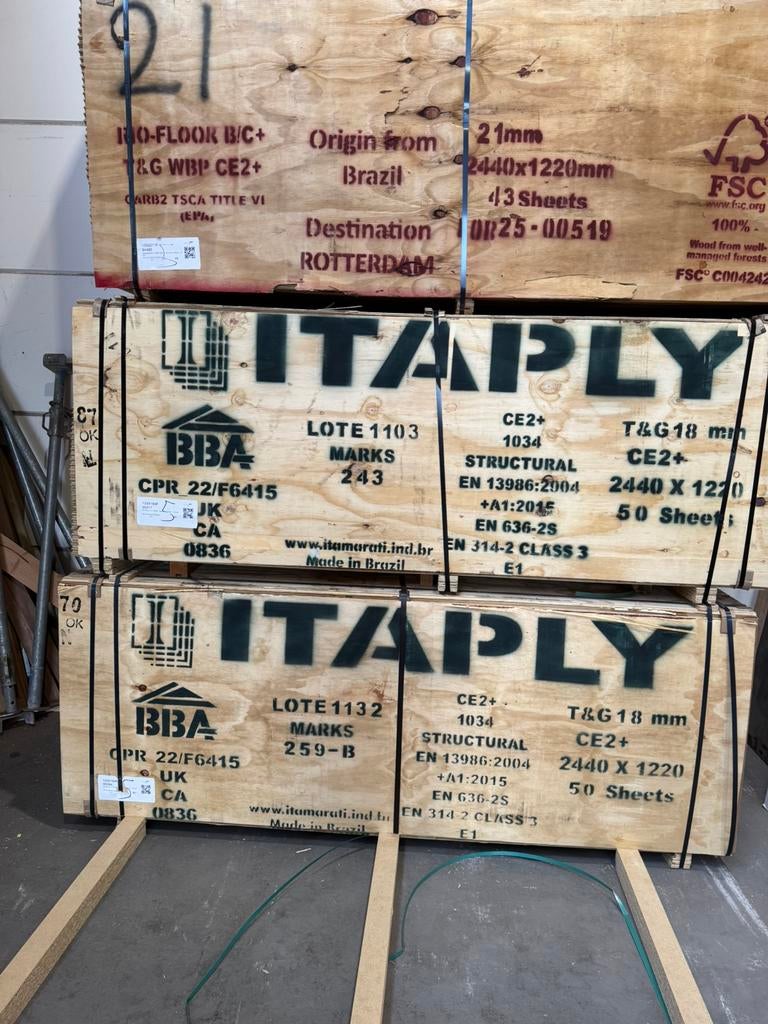 21
-FLOOR B/C+
T&G WBP CE2+
CARB2 TSCA TITLE VI
(EPA)
Origin from
Brazil
Destination
ROTTERDAM
21mm
2440x1220mm
43 Sheets
25-00519
FSC
www.fsc.org
100%
Wood from well-
managed forests
FSC® C004242
5
ITAPLY
87
OK
BBA
CPR 22/F6415
UK
CA
0836
5
LOTE 1103
MARKS
243
www.itamarati.ind.br
Made in Brazil
CE2+
1034
STRUCTURAL
EN 13986:2004
+A1:2015
EN 636-2S
EN 314-2 CLASS 3
E1
T&G 18 mm
CE2+
2440 X 1220
50 Sheets
ITAPLY
70
OK
BBA
CPR 22/F6415
UK
CA
0836
5
LOTE 1132
MARKS
259-B
www.itamarati.ind.br
Made in Brazil
CE2+
1034
STRUCTURAL
EN 13986:2004
+A1:2015
EN 636-2S
EN 314-2 CLASS 3
E1
T&G 18 mm
CE2+
2440 X 1220
50 Sheets